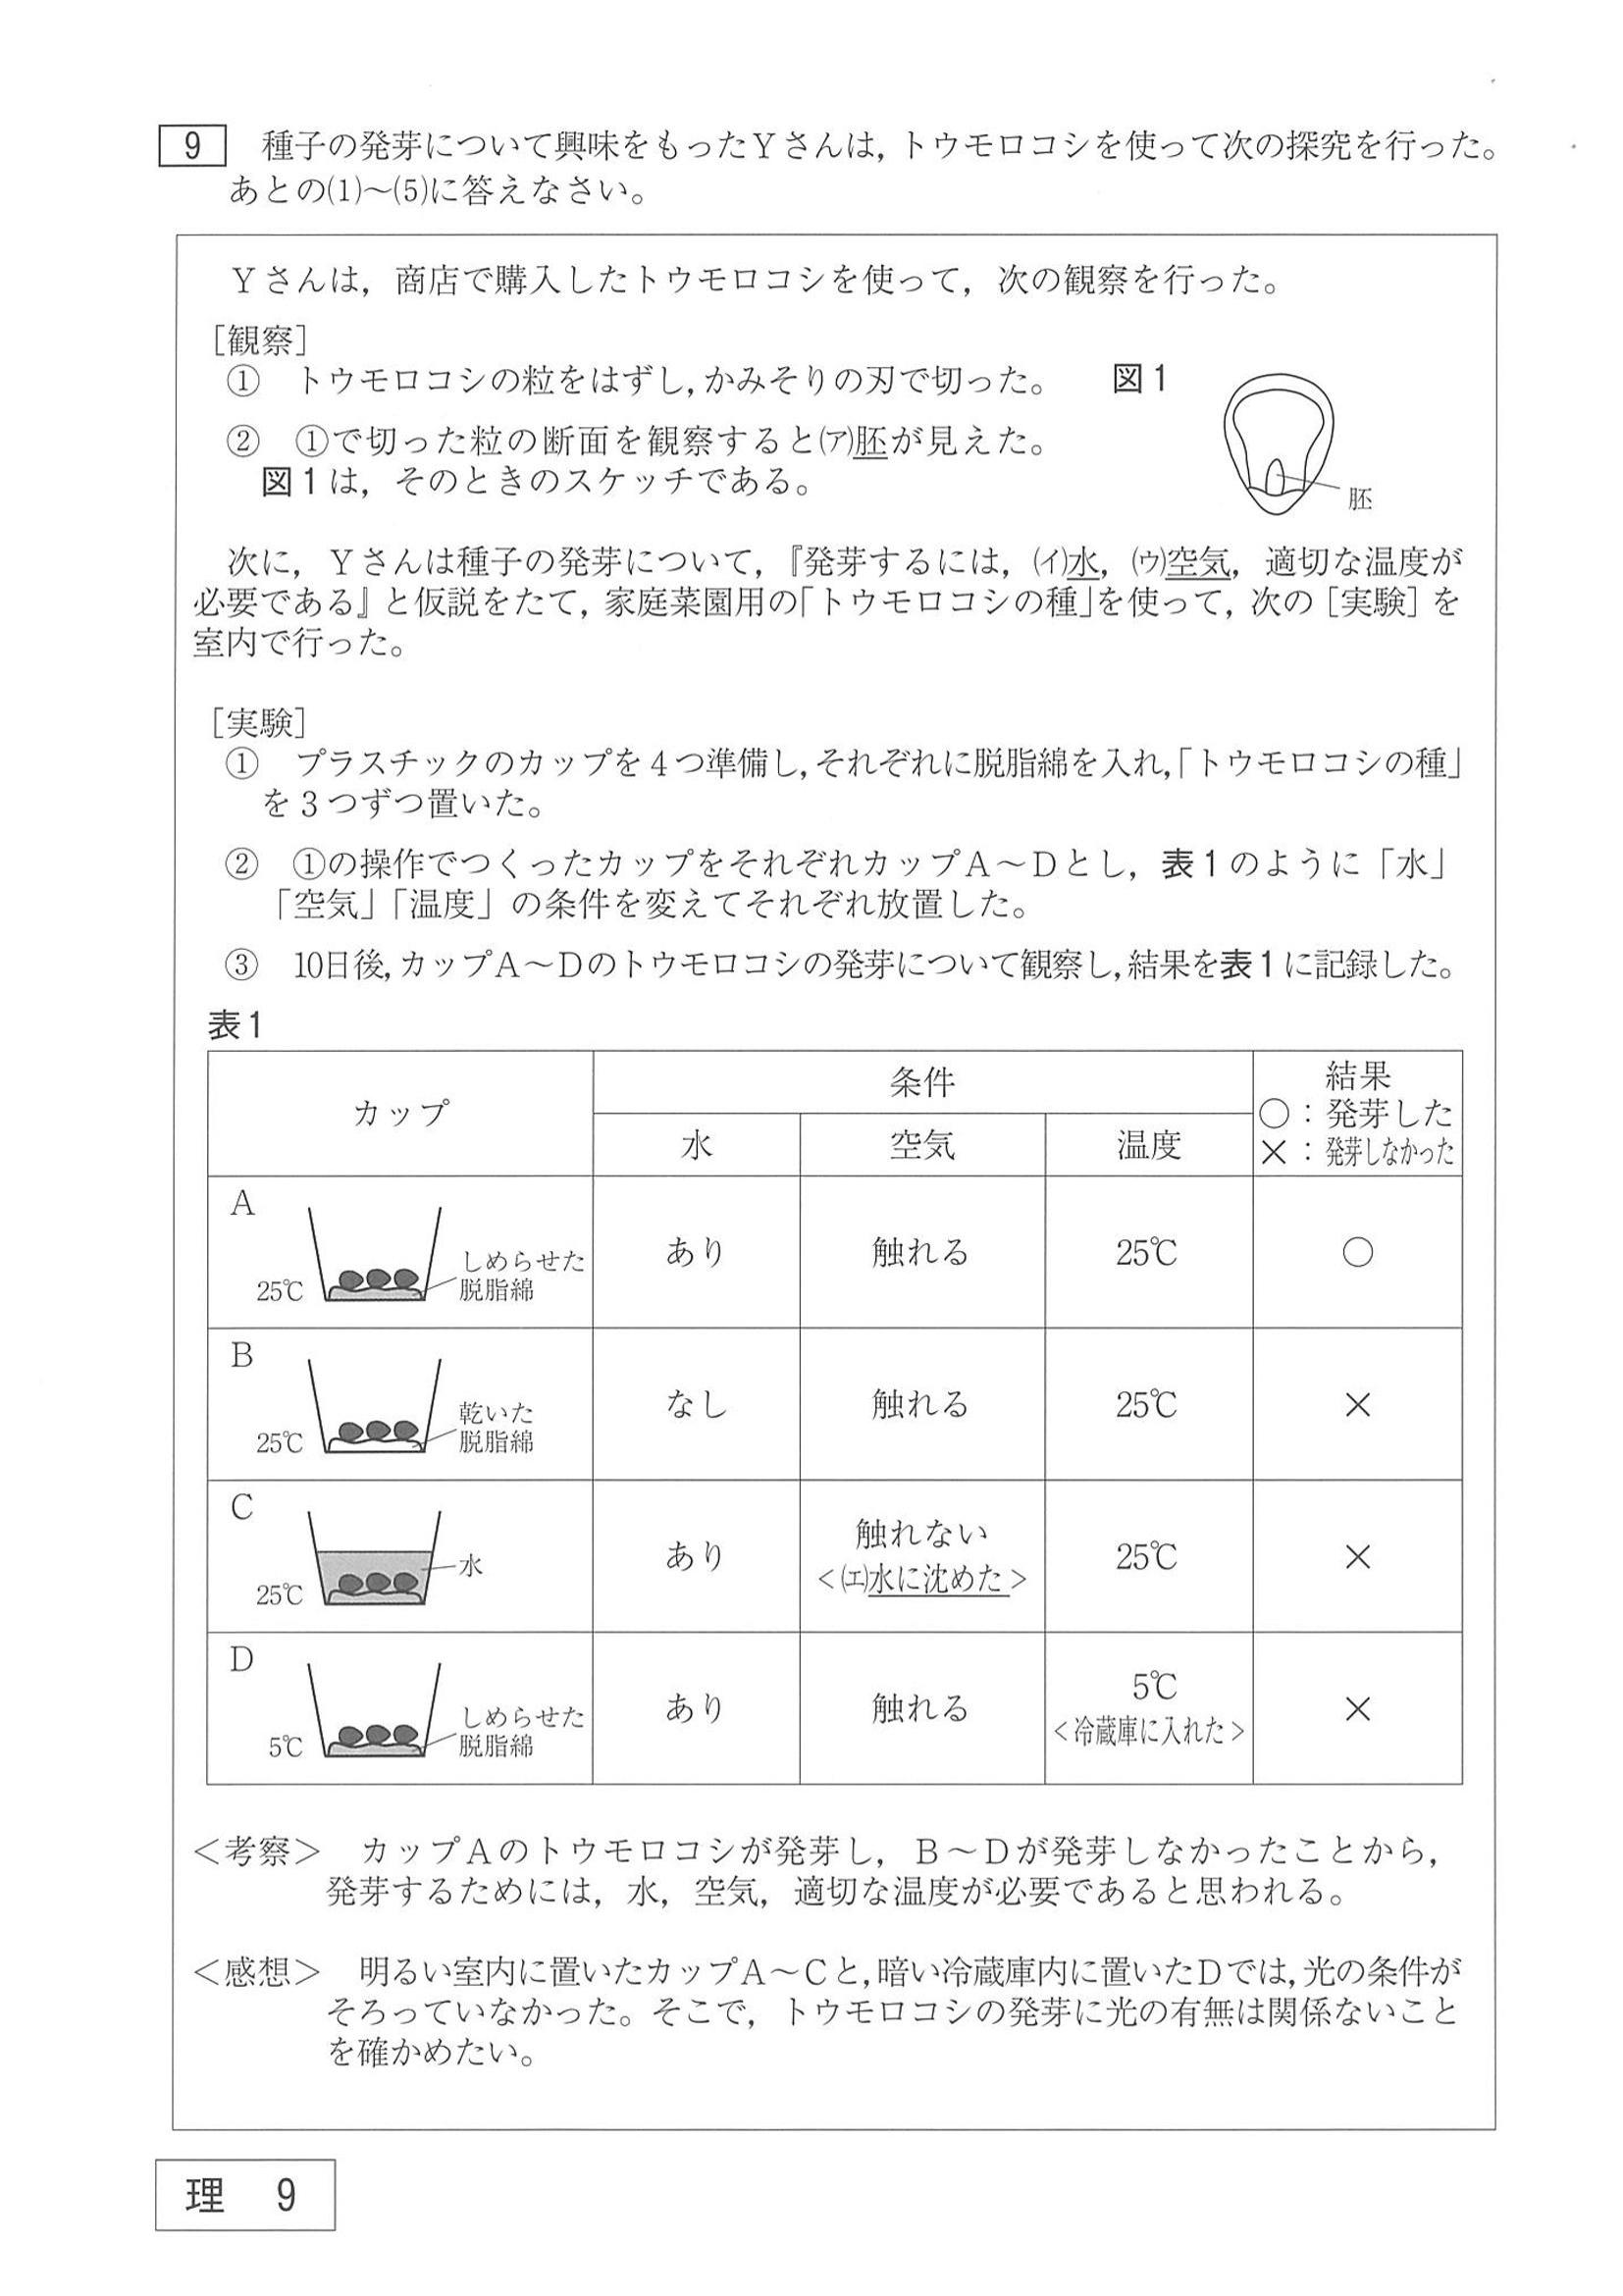 9　種子の発芽について興味をもったＹさんは，トウモロコシを使って次の探究を行った。
あとの⑴～⑸に答えなさい。
Ｙさんは，商店で購入したトウモロコシを使って，次の観察を行った。
［観察］
①　トウモロコシの粒をはずし，かみそりの刃で切った。
②　①で切った粒の断面を観察すると(ア)胚が見えた。
図１は，そのときのスケッチである。
図１
胚
次に，Ｙさんは種子の発芽について，『発芽するには，(イ)水，(ウ)空気，適切な温度が
必要である』と仮説をたて，家庭菜園用の「トウモロコシの種」を使って，次の［実験］を
室内で行った。
［実験］
①　プラスチックのカップを４つ準備し，それぞれに脱脂綿を入れ，「トウモロコシの種」
を３つずつ置いた。
②　①の操作でつくったカップをそれぞれカップＡ～Ｄとし，表１のように「水」
「空気」「温度」の条件を変えてそれぞれ放置した。
③　10日後，カップＡ～Ｄのトウモロコシの発芽について観察し，結果を表１に記録した。
表１
カップ
条件
水
空気
温度
結果
○：発芽した
×：発芽しなかった
A
25℃
しめらせた
脱脂綿
あり
触れる
25℃
○
B
25℃
乾いた
脱脂綿
なし
触れる
25℃
×
C
25℃
水
あり
触れない
＜(エ)水に沈めた＞
25℃
×
D
5℃
しめらせた
脱脂綿
あり
触れる
5℃
＜冷蔵庫に入れた＞
×
＜考察＞　カップＡのトウモロコシが発芽し，Ｂ～Ｄが発芽しなかったことから，
発芽するためには，水，空気，適切な温度が必要であると思われる。
＜感想＞　明るい室内に置いたカップＡ～Ｃと，暗い冷蔵庫内に置いたＤでは，光の条件が
そろっていなかった。そこで，トウモロコシの発芽に光の有無は関係ないこと
を確かめたい。
理　9